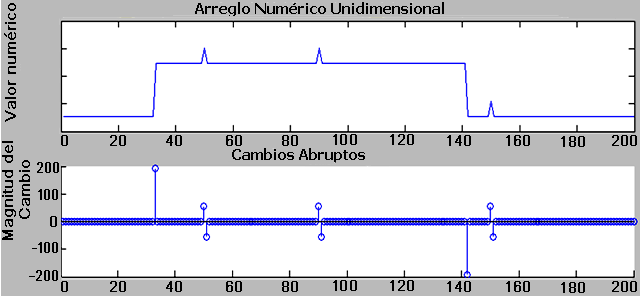 Arreglo Numérico Unidimensional
Valor numérico
0 20 40 60 80 100 120 140 160 180 200
Cambios Abruptos
Magnitud del
Cambio
200
100
0
-100
-200
0 20 40 60 80 100 120 140 160 180 200